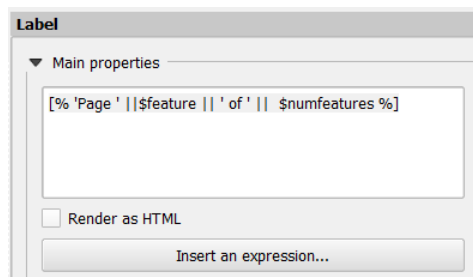 Label
Main properties
[% 'Page ' ||$feature || ' of ' ||  $numfeatures %]
Render as HTML
Insert an expression...